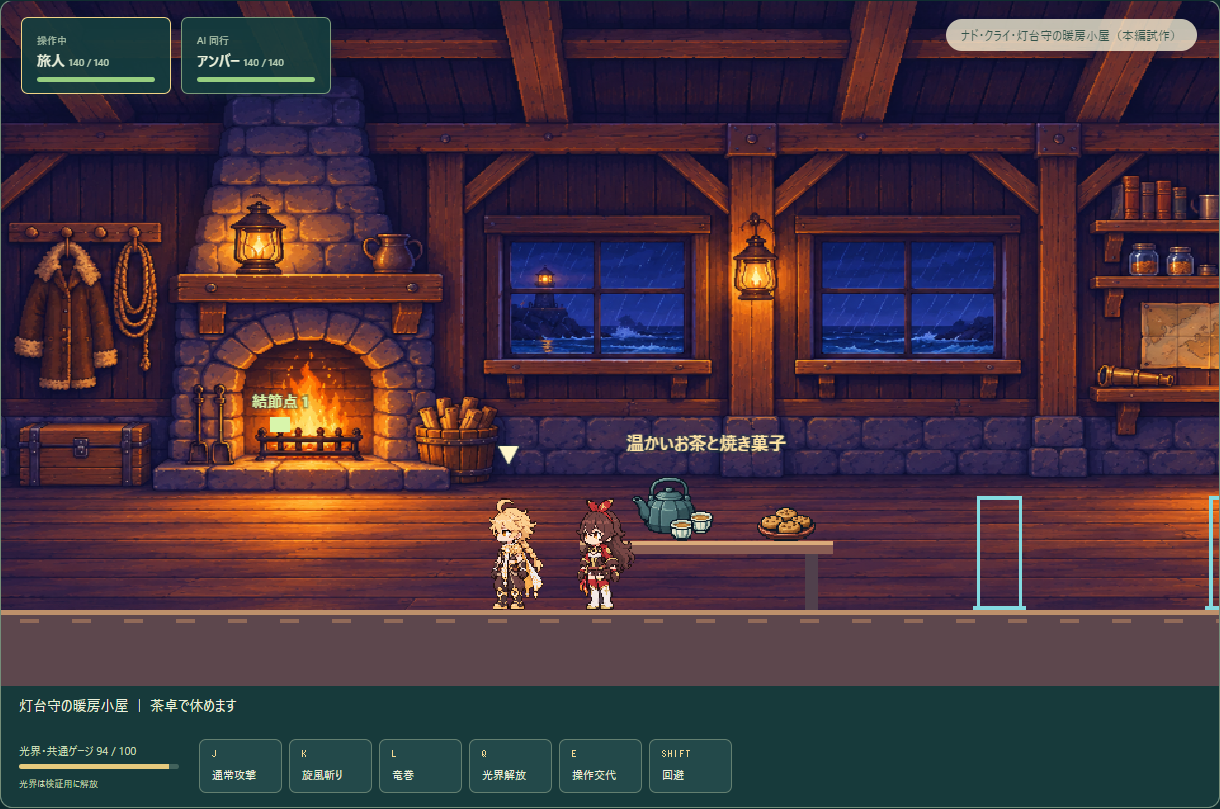 操作中
旅人 140 / 140
AI 同行
アンバー 140 / 140
ナド・クライ・灯台守の暖房小屋（本編試作）
結節点 1
温かいお茶と焼き菓子
灯台守の暖房小屋 ｜ 茶卓で休めます
光界・共通ゲージ 94 / 100
光界は検証用に解放
J
通常攻撃
K
旋風斬り
L
竜巻
Q
光界解放
E
操作交代
SHIFT
回避